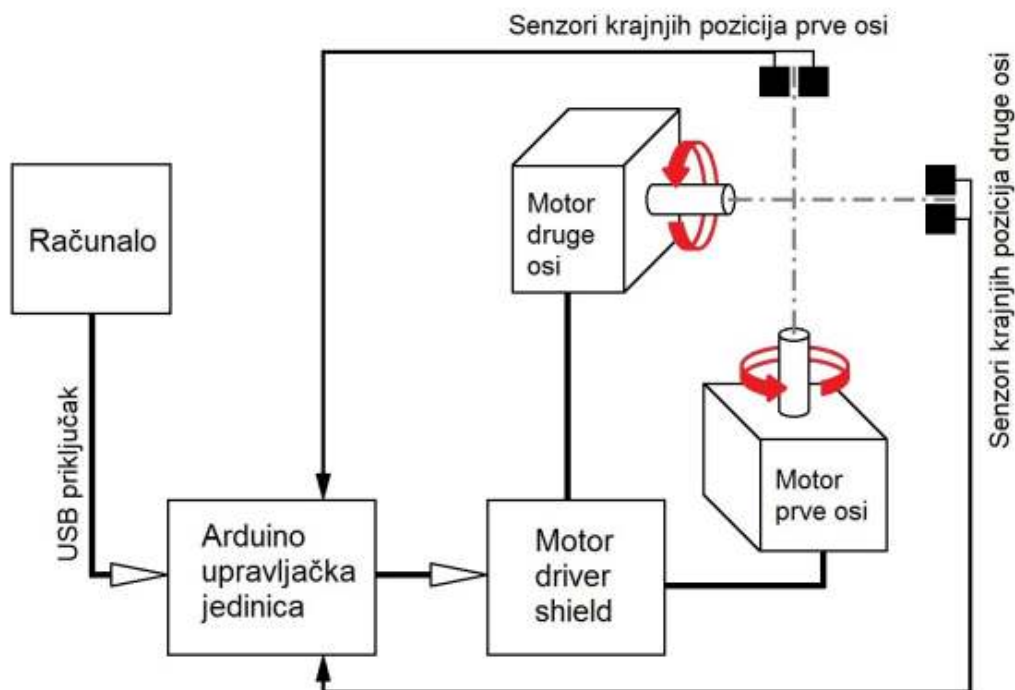 Senzori krajnjih pozicija prve osi
Senzori krajnjih pozicija druge osi
Računalo
Motor
druge
osi
USB priključak
Motor
prve osi
Arduino
upravljačka
jedinica
Motor
driver
shield